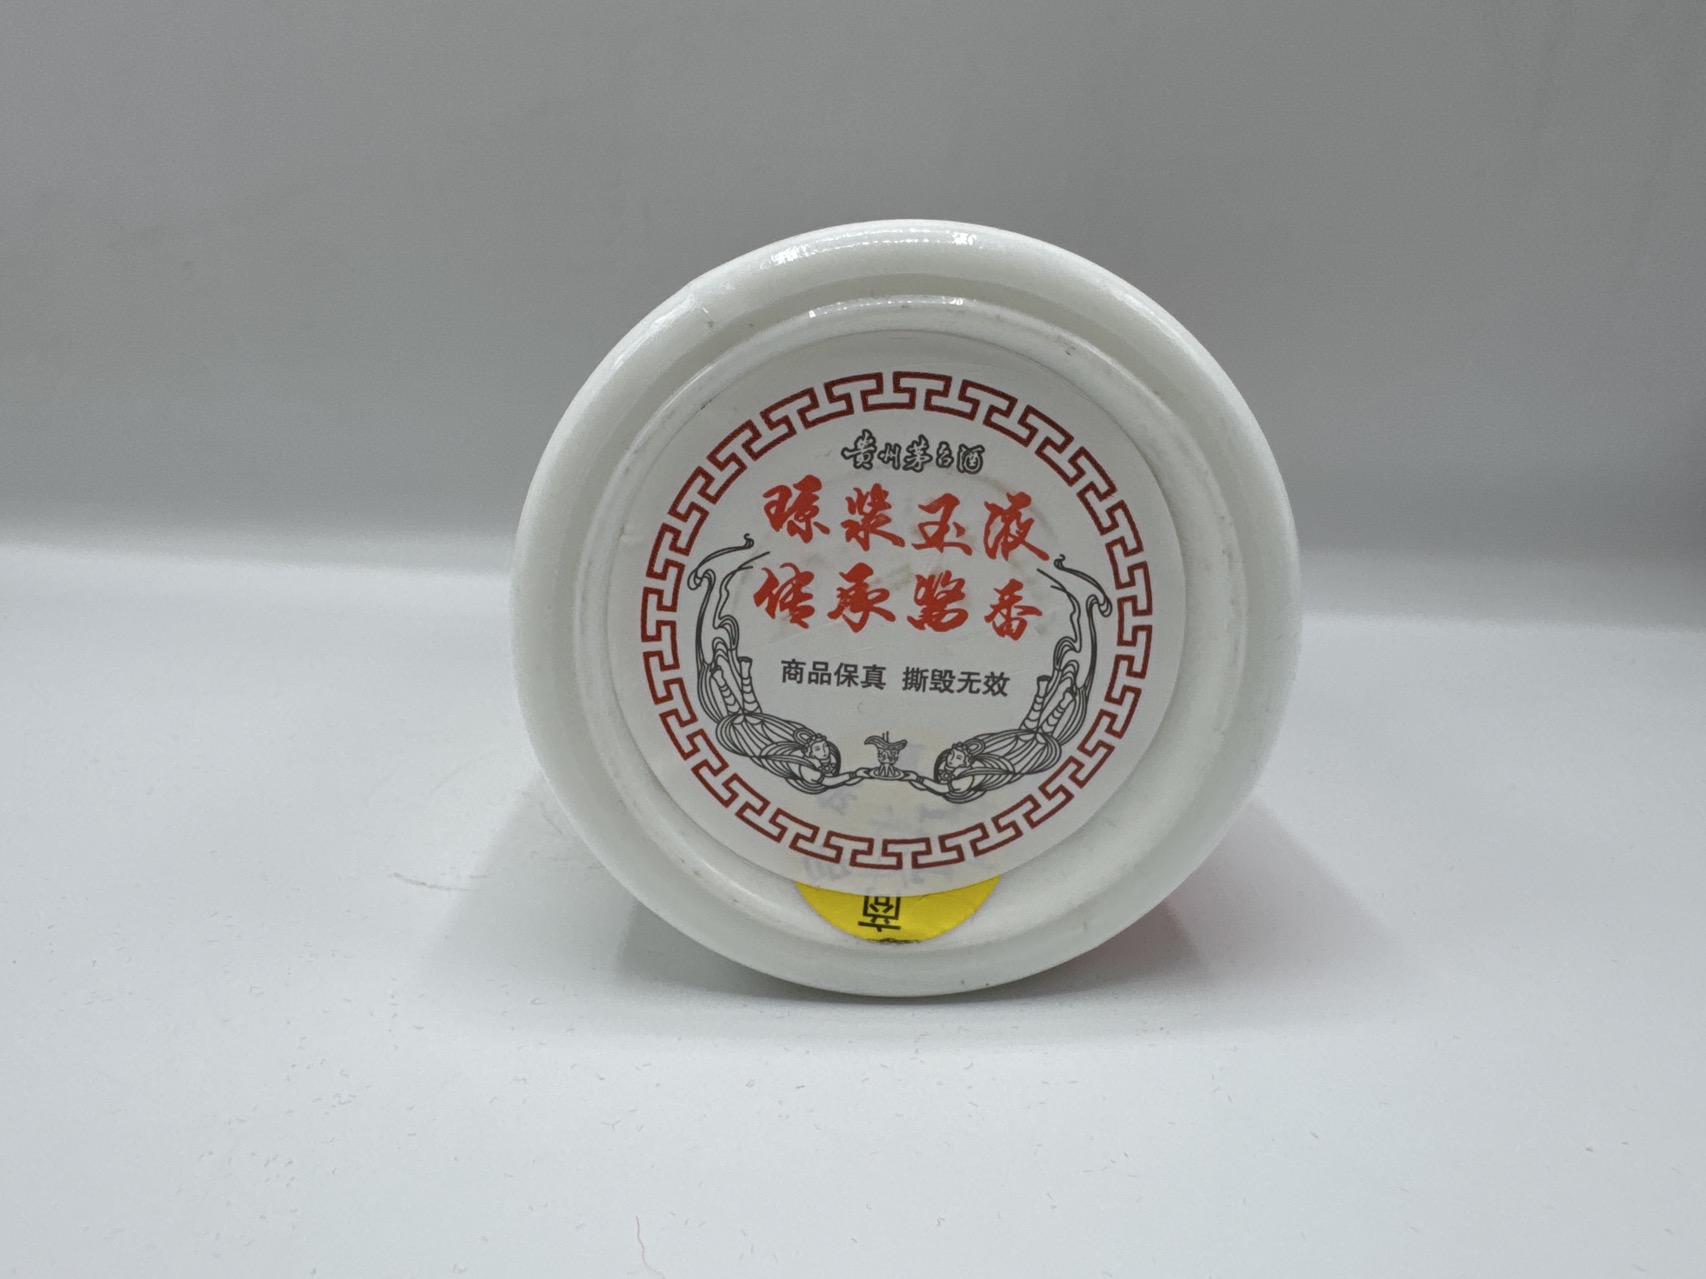 贵州茅台酒
琼浆玉液
传承酱香
商品保真 撕毁无效
商